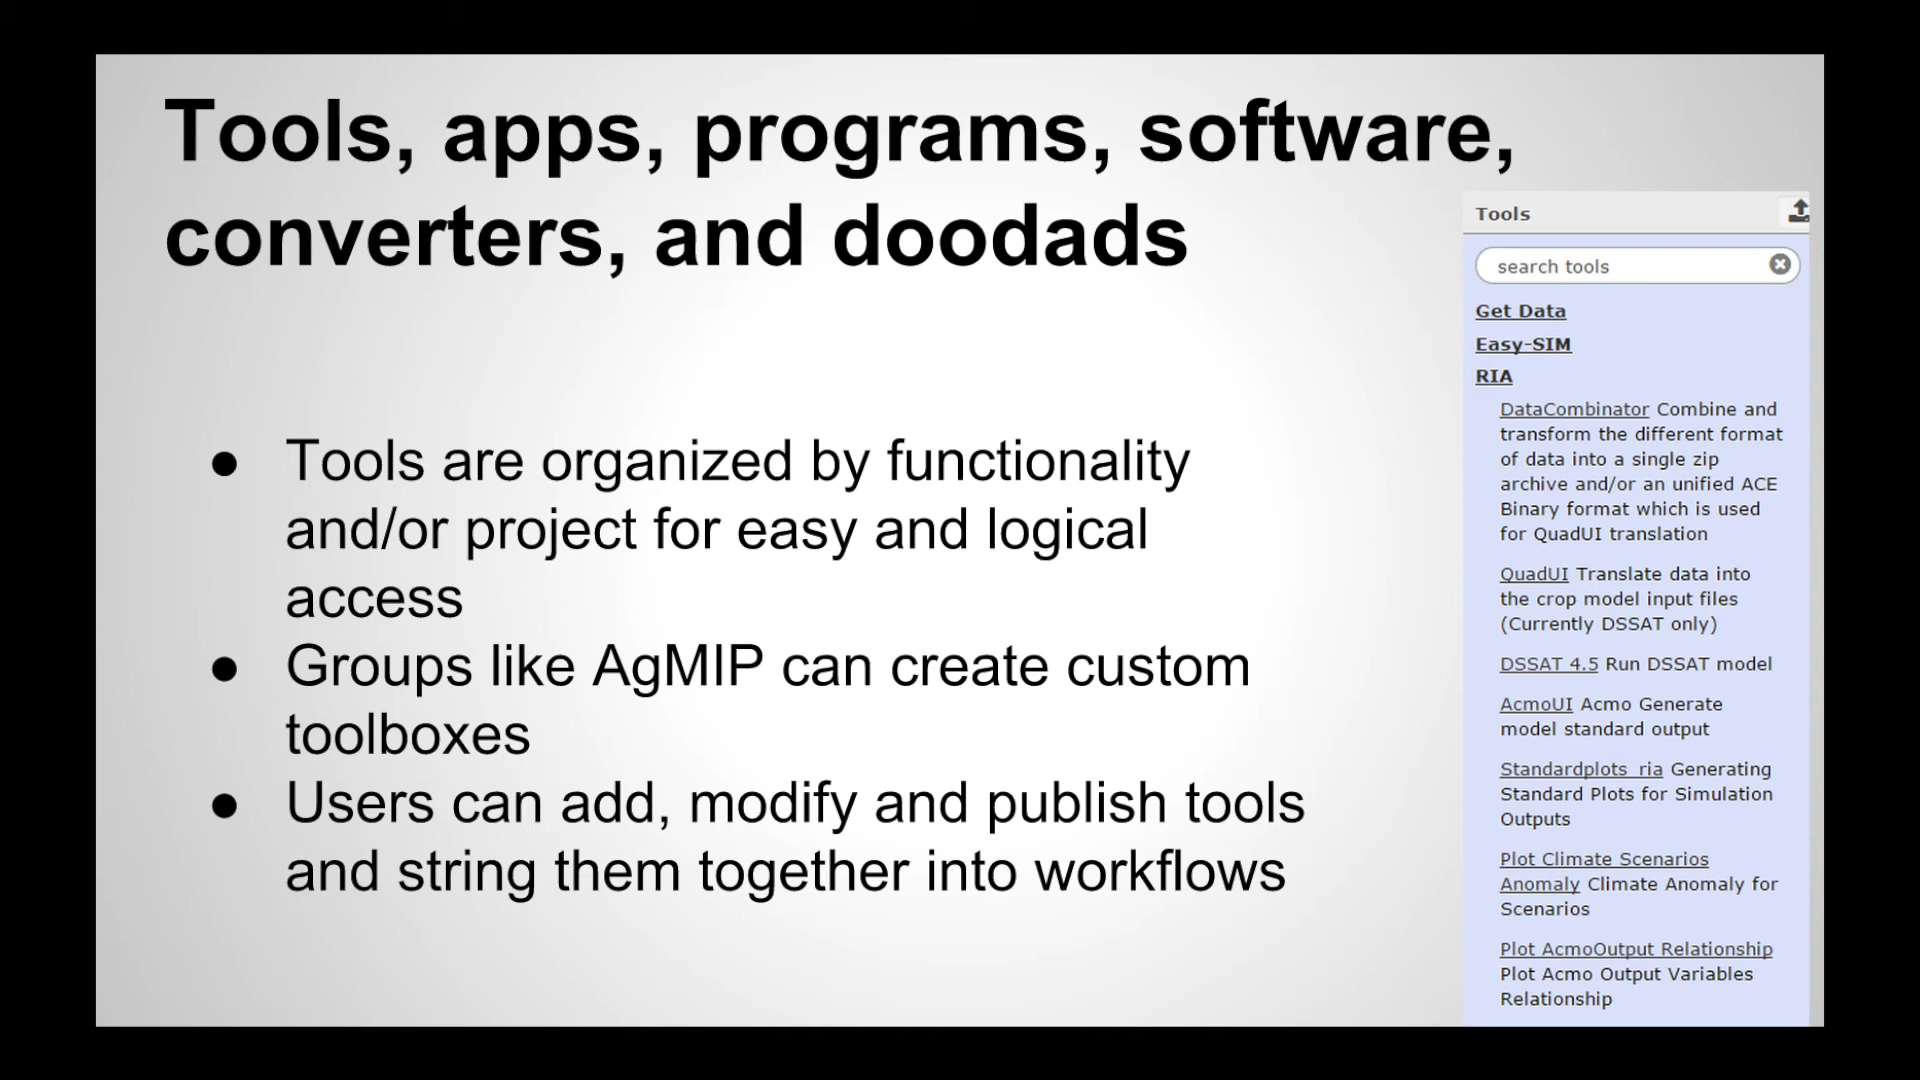 Tools, apps, programs, software,
converters, and doodads
● Tools are organized by functionality
and/or project for easy and logical
access
● Groups like AgMIP can create custom
toolboxes
● Users can add, modify and publish tools
and string them together into workflows
Tools
search tools
Get Data
Easy-SIM
RIA
DataCombinator Combine and
transform the different format
of data into a single zip
archive and/or an unified ACE
Binary format which is used
for QuadUI translation
QuadUI Translate data into
the crop model input files
(Currently DSSAT only)
DSSAT 4.5 Run DSSAT model
AcmoUI Acmo Generate
model standard output
Standardplots_ria Generating
Standard Plots for Simulation
Outputs
Plot Climate Scenarios
Anomaly Climate Anomaly for
Scenarios
Plot AcmoOutput Relationship
Plot Acmo Output Variables
Relationship